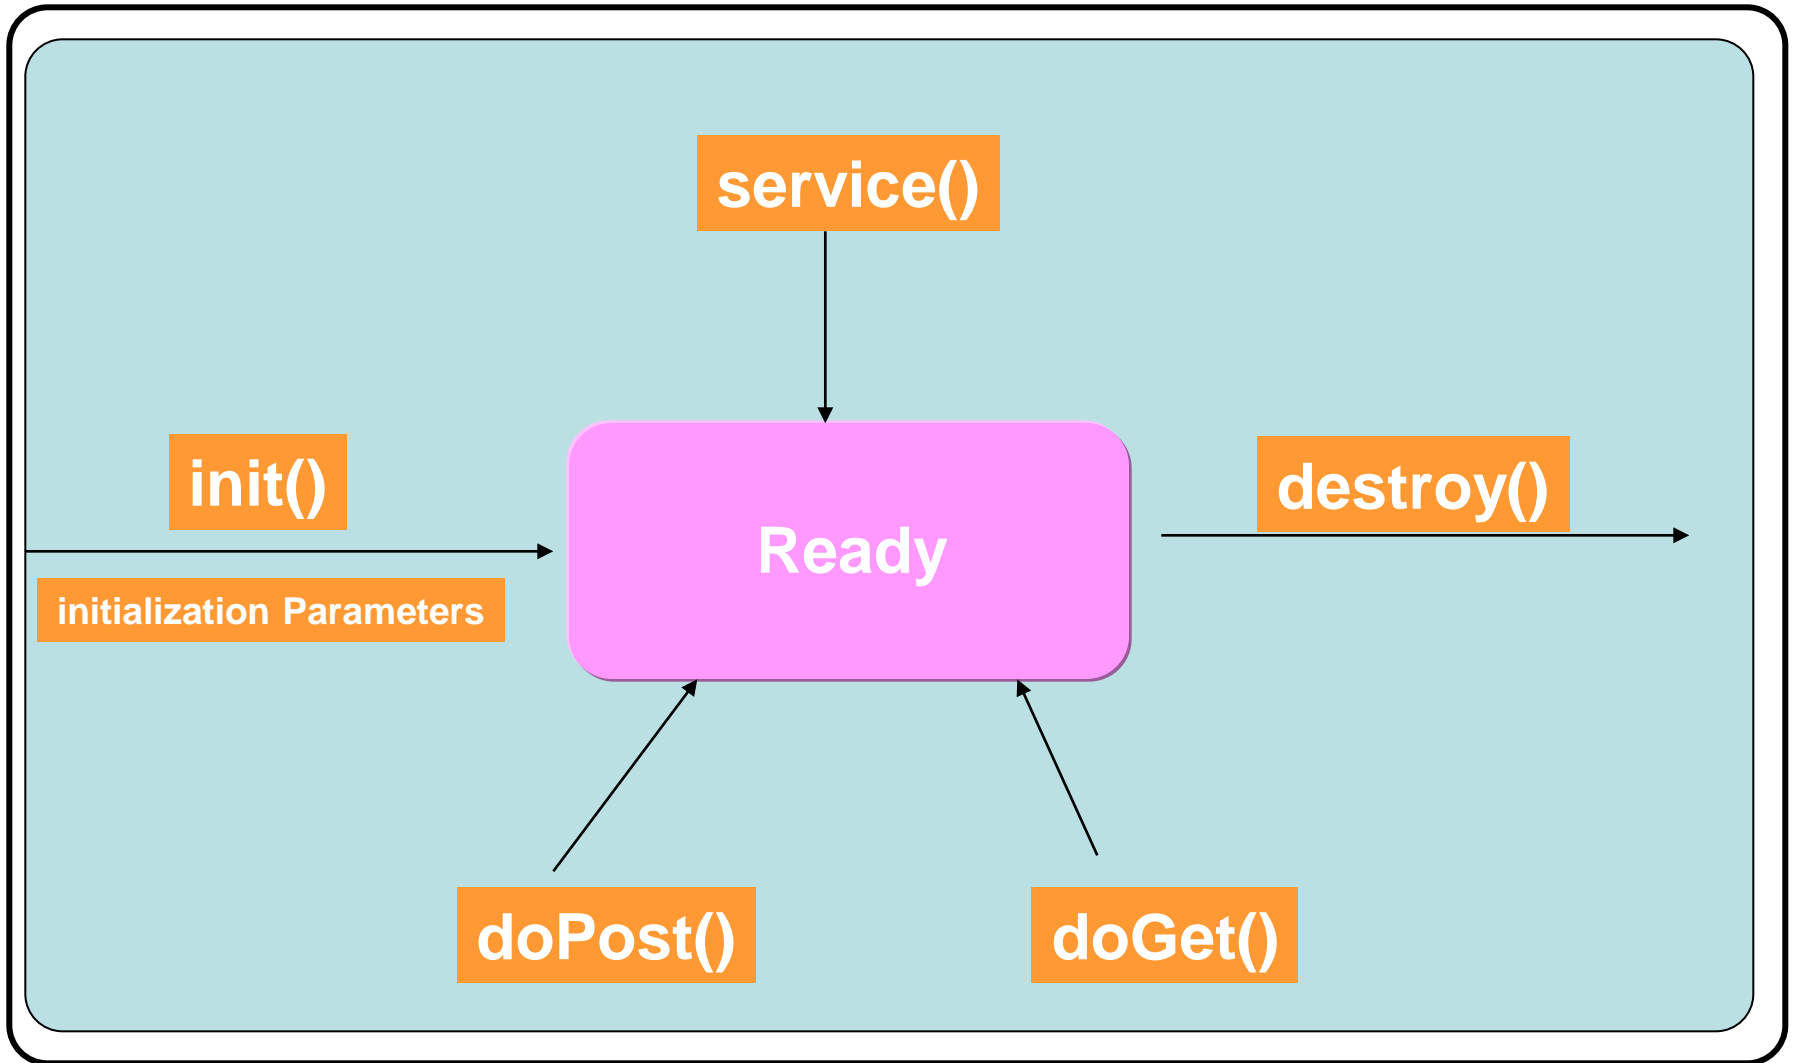 service()
init()
destroy()
Ready
initialization Parameters
doPost()
doGet()